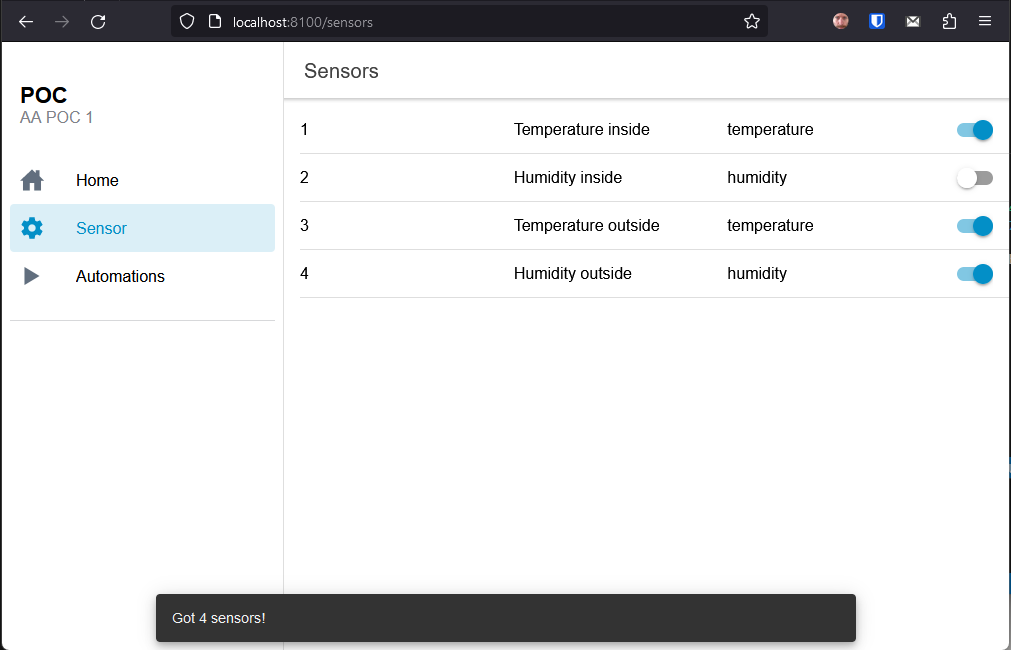 localhost:8100/sensors
POC
AA POC 1
Home
Sensor
Automations
Sensors
1 Temperature inside temperature
2 Humidity inside humidity
3 Temperature outside temperature
4 Humidity outside humidity
Got 4 sensors!